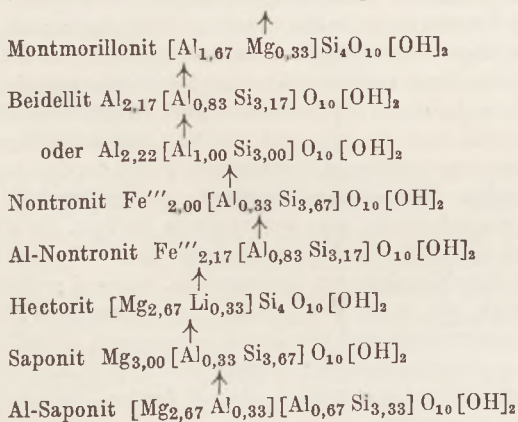 ↑
Montmorillonit [Al₁,₆₇ Mg₀,₃₃]Si₄O₁₀[OH]₂
↑
Beidellit Al₂,₁₇ [Al₀,₈₃ Si₃,₁₇] O₁₀ [OH]₂
↑
oder Al₂,₂₂ [Al₁,₀₀ Si₃,₀₀] O₁₀ [OH]₂
↑
Nontronit Fe‴₂,₀₀ [Al₀,₃₃ Si₃,₆₇] O₁₀ [OH]₂
↑
Al-Nontronit Fe‴₂,₁₇ [Al₀,₈₃ Si₃,₁₇] O₁₀ [OH]₂
↑
Hectorit [Mg₂,₆₇ Li₀,₃₃] Si₄ O₁₀ [OH]₂
↑
Saponit Mg₃,₀₀ [Al₀,₃₃ Si₃,₆₇] O₁₀ [OH]₂
↑
Al-Saponit [Mg₂,₆₇ Al₀,₃₃] [Al₀,₆₇ Si₃,₃₃] O₁₀ [OH]₂